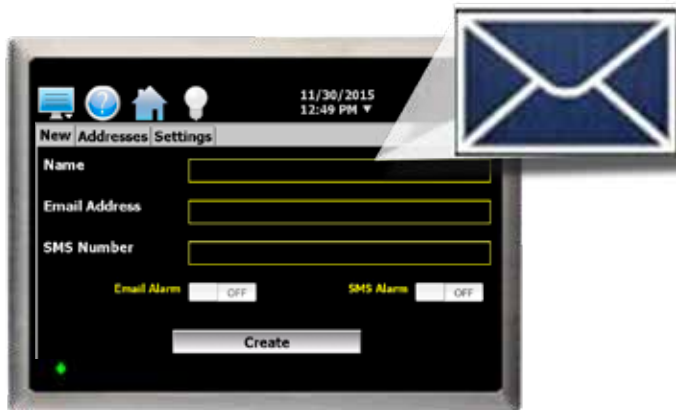 11/30/2015
12:49 PM ▼
New Addresses Settings
Name
Email Address
SMS Number
Email Alarm OFF SMS Alarm OFF
Create